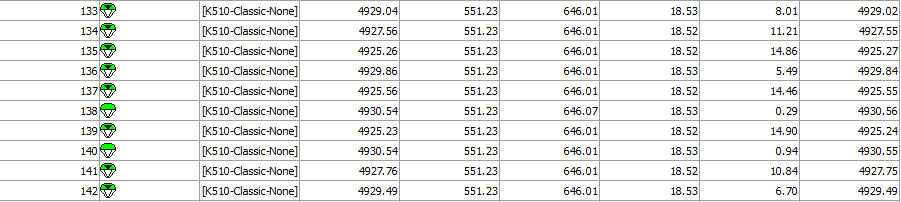 133 [K510-Classic-None] 4929.04 551.23 646.01 18.53 8.01 4929.02
134 [K510-Classic-None] 4927.56 551.23 646.01 18.52 11.21 4927.55
135 [K510-Classic-None] 4925.26 551.23 646.01 18.52 14.86 4925.27
136 [K510-Classic-None] 4929.86 551.23 646.01 18.53 5.49 4929.84
137 [K510-Classic-None] 4925.56 551.23 646.01 18.52 14.46 4925.55
138 [K510-Classic-None] 4930.54 551.23 646.07 18.53 0.29 4930.56
139 [K510-Classic-None] 4925.23 551.23 646.01 18.52 14.90 4925.24
140 [K510-Classic-None] 4930.54 551.23 646.01 18.53 0.94 4930.55
141 [K510-Classic-None] 4927.76 551.23 646.01 18.52 10.84 4927.75
142 [K510-Classic-None] 4929.49 551.23 646.01 18.53 6.70 4929.49